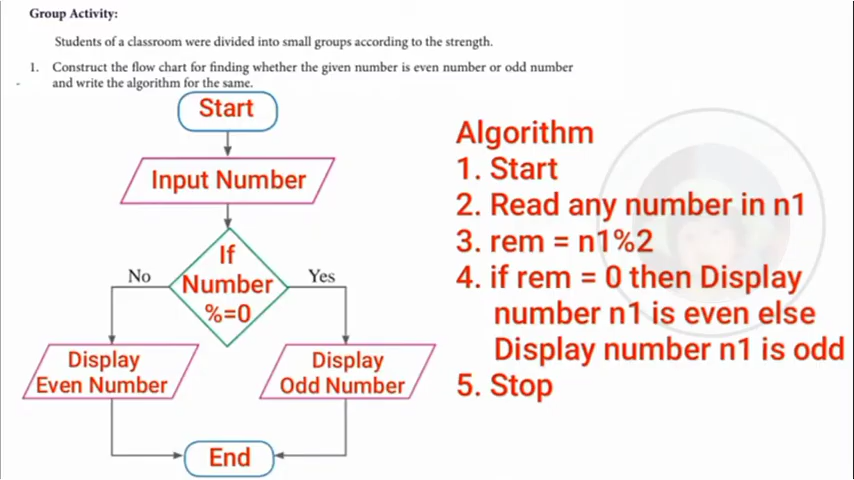 Group Activity:
Students of a classroom were divided into small groups according to the strength.
1. Construct the flow chart for finding whether the given number is even number or odd number
and write the algorithm for the same.
Start
Input Number
If
Number
%=0
No
Yes
Display
Even Number
Display
Odd Number
End
Algorithm
1. Start
2. Read any number in n1
3. rem = n1%2
4. if rem = 0 then Display
number n1 is even else
Display number n1 is odd
5. Stop